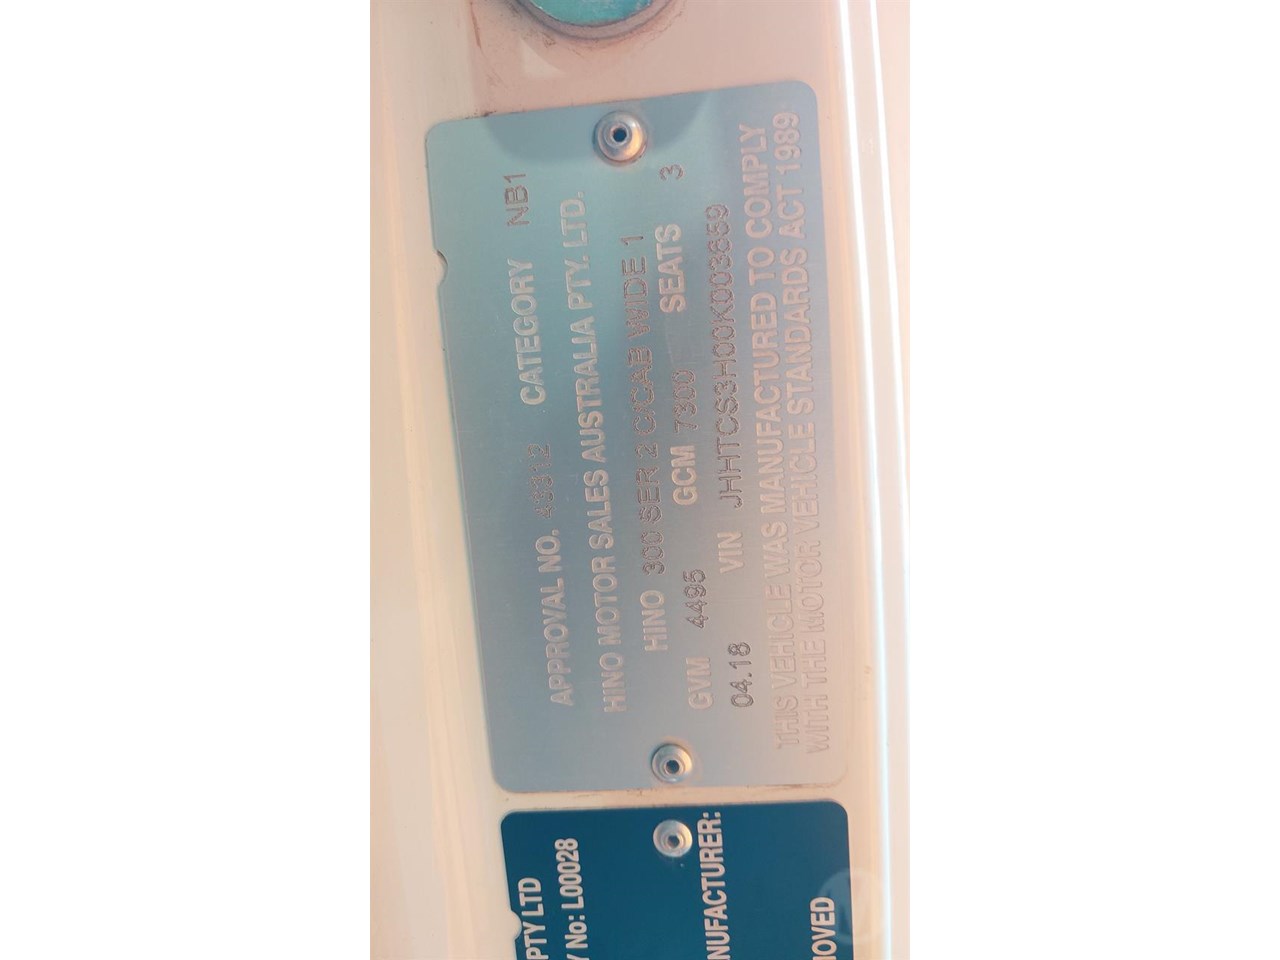 APPROVAL NO. 43312 CATEGORY NB1
HINO MOTOR SALES AUSTRALIA PTY. LTD.
HINO 300 SER 2 C/CAB WIDE 1
GVM 4495 GCM 7300 SEATS 3
04.18 VIN JHHTCS3H00K003659
THIS VEHICLE WAS MANUFACTURED TO COMPLY
WITH THE MOTOR VEHICLE STANDARDS ACT 1989
PTY LTD
Y No: L00028
NUFACTURER:
MOVED